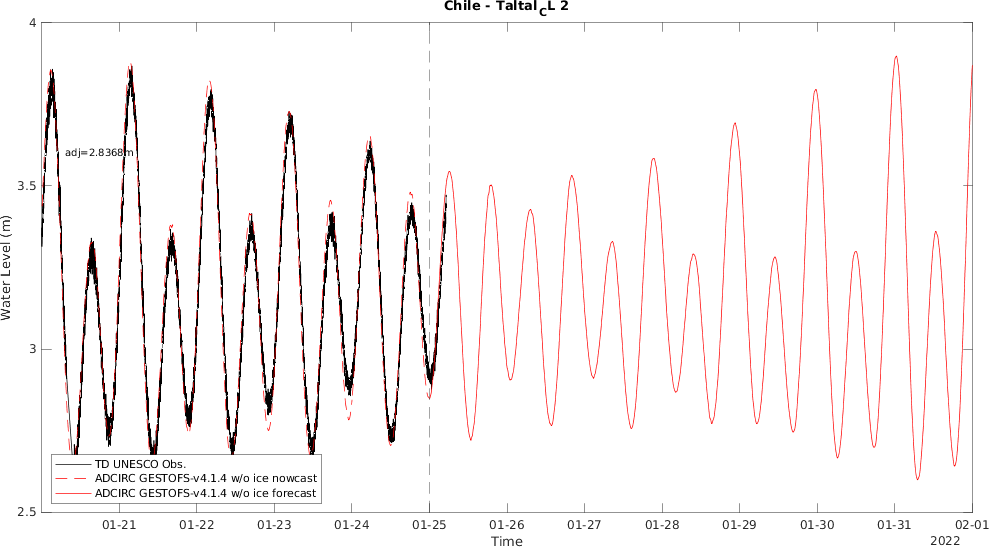 Chile - Taltal_CL 2
4
3.5
3
2.5
Water Level (m)
adj=2.8368m
TD UNESCO Obs.
ADCIRC GESTOFS-v4.1.4 w/o ice nowcast
ADCIRC GESTOFS-v4.1.4 w/o ice forecast
01-21 01-22 01-23 01-24 01-25 01-26 01-27 01-28 01-29 01-30 01-31 02-01
Time
2022